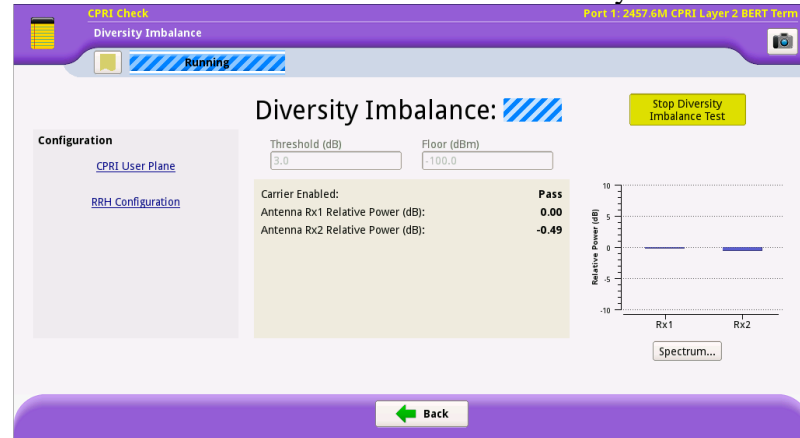 CPRI Check
Port 1: 2457.6M CPRI Layer 2 BERT Term
Diversity Imbalance
Running
Diversity Imbalance:
Stop Diversity
Imbalance Test
Configuration
CPRI User Plane
RRH Configuration
Threshold (dB)
Floor (dBm)
3.0
-100.0
Carrier Enabled:
Pass
Antenna Rx1 Relative Power (dB):
0.00
Antenna Rx2 Relative Power (dB):
-0.49
Relative Power (dB)
10
5
0
-5
-10
Rx1
Rx2
Spectrum...
Back